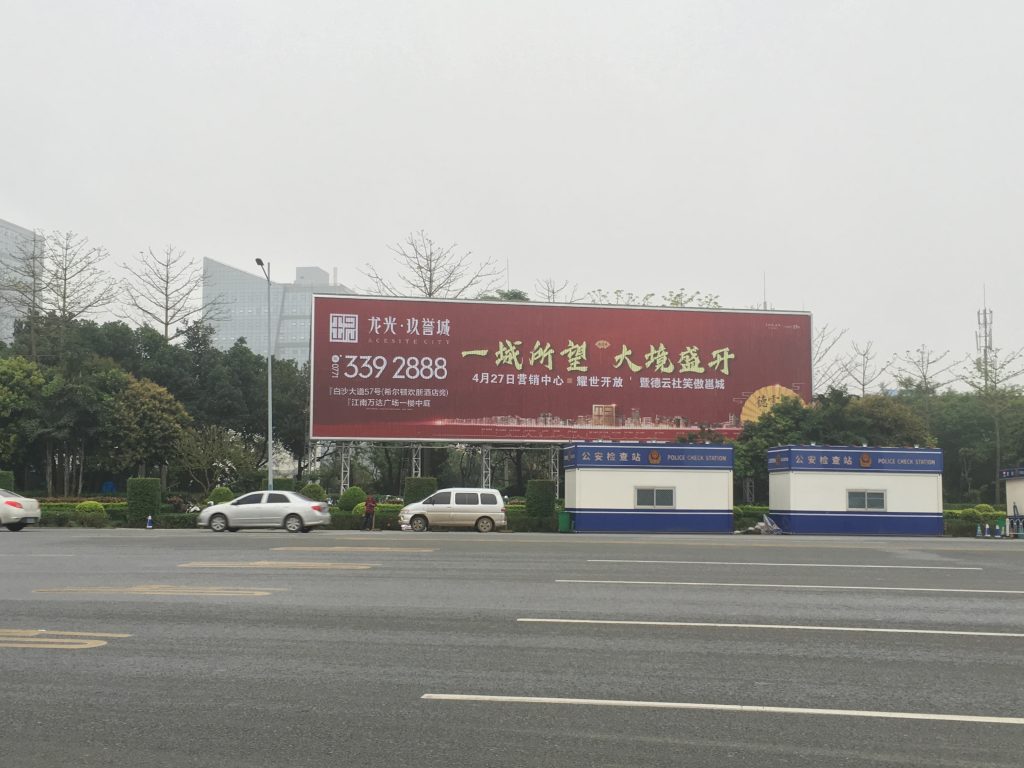 龙光·玖誉城
ACESITE CITY
0771
339 2888
『白沙大道57号(希尔顿欢朋酒店旁)
『江南万达广场一楼中庭
一城所望 大境盛开
4月27日营销中心 耀世开放 暨德云社笑傲邕城
德
公安检查站 POLICE CHECK STATION
公安检查站 POLICE CHECK STATION